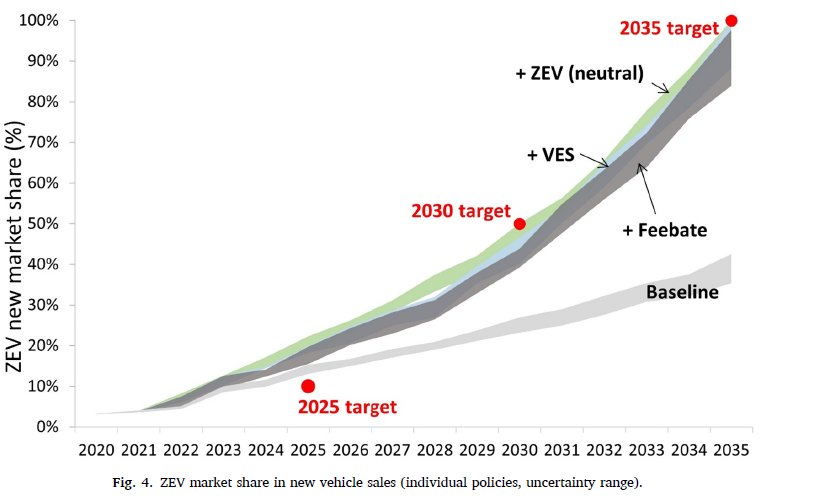 100%
2035 target
90%
+ ZEV (neutral)
80%
70%
+ VES
60%
2030 target
50%
+ Feebate
40%
Baseline
30%
20%
10%
2025 target
0%
ZEV new market share (%)
2020 2021 2022 2023 2024 2025 2026 2027 2028 2029 2030 2031 2032 2033 2034 2035
Fig. 4. ZEV market share in new vehicle sales (individual policies, uncertainty range).